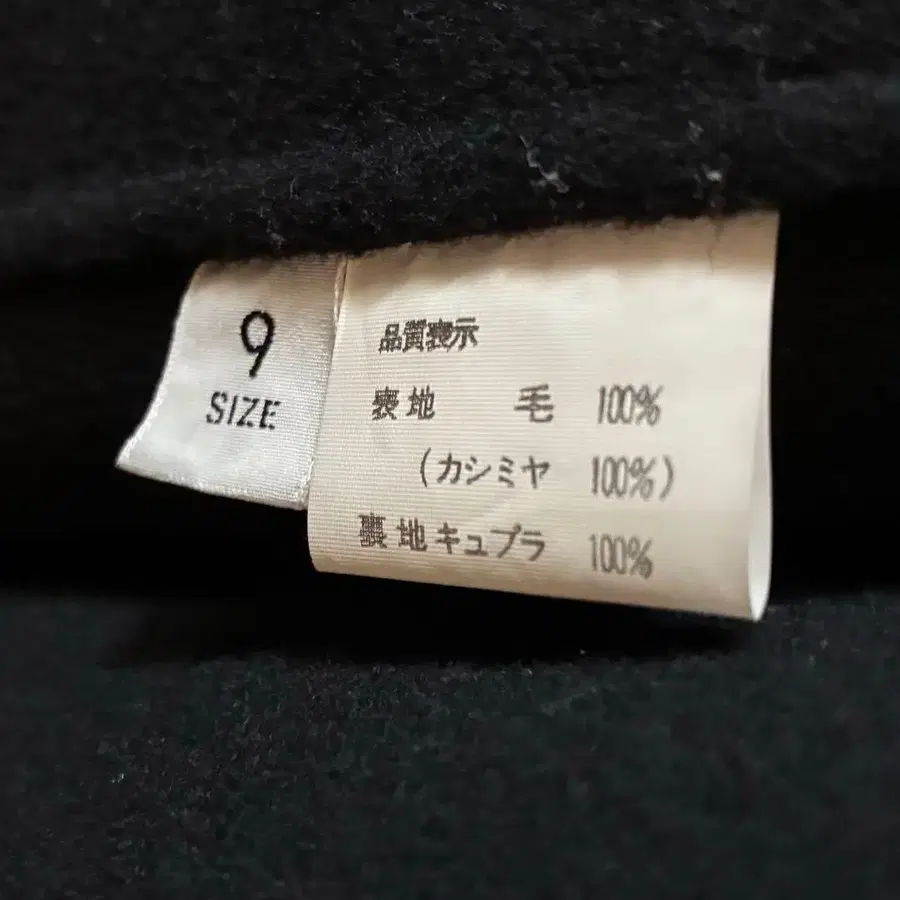 9
SIZE
品質表示
表地 毛 100%
(カシミヤ 100%)
裏地キュプラ 100%